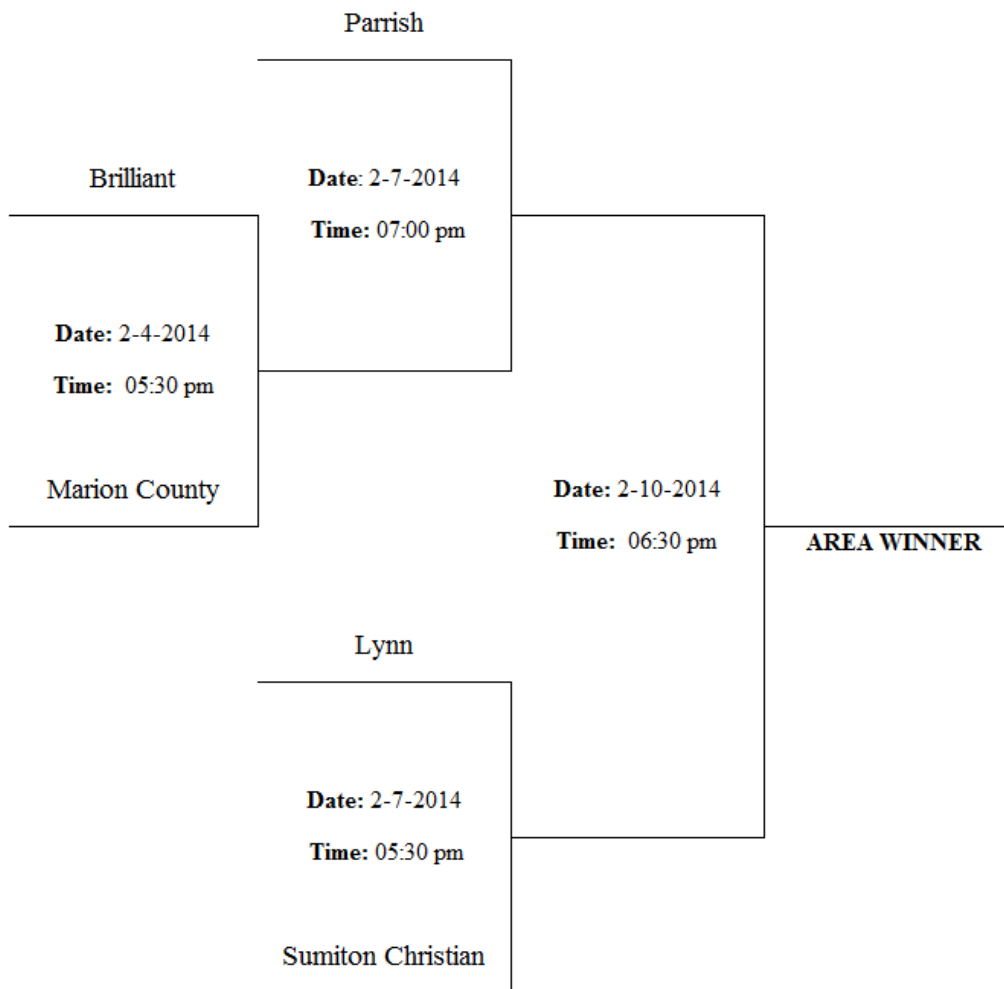 Parrish
Brilliant
Date: 2-7-2014
Time: 07:00 pm
Date: 2-4-2014
Time: 05:30 pm
Marion County
Date: 2-10-2014
Time: 06:30 pm
AREA WINNER
Lynn
Date: 2-7-2014
Time: 05:30 pm
Sumiton Christian